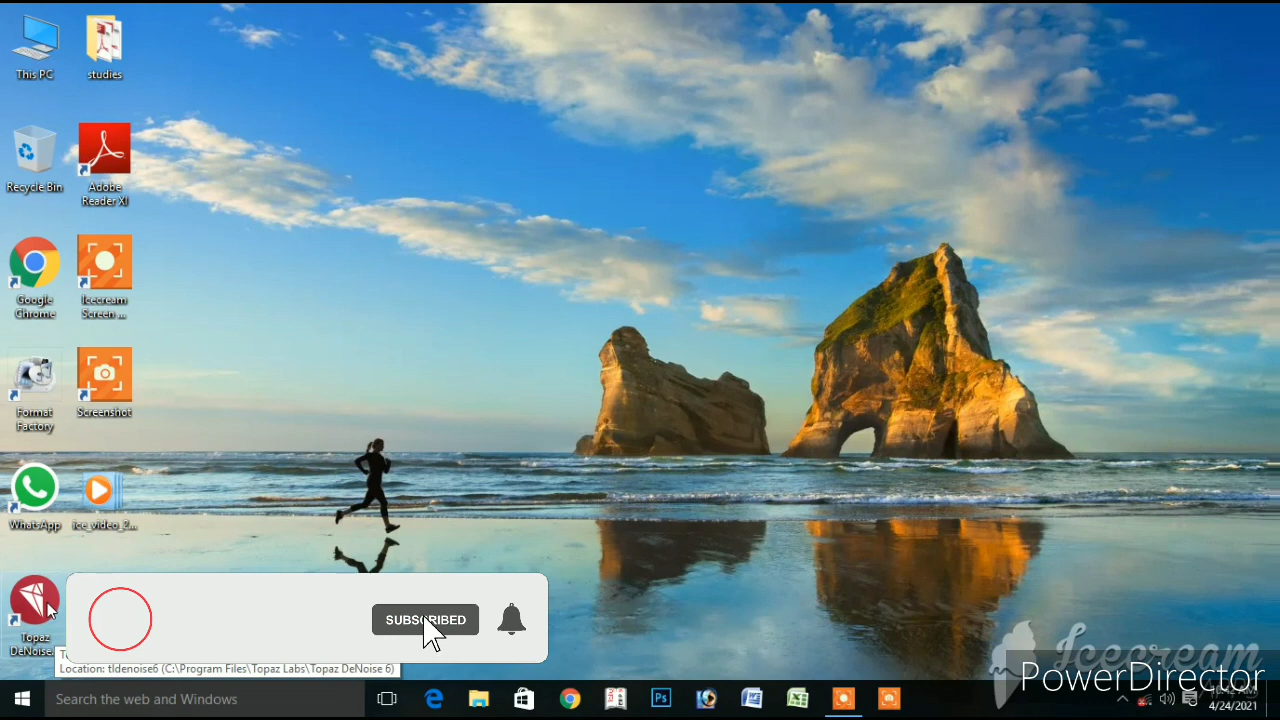 This PC
studies
Recycle Bin
Adobe
Reader XI
Google
Chrome
Icecream
Screen ...
Format
Factory
Screenshot
WhatsApp
ice_video_2...
Topaz
DeNoise
SUBSCRIBED
Location: tldenoise6 (C:\Program Files\Topaz Labs\Topaz DeNoise 6)
Search the web and Windows
Icecream
PowerDirector
4/24/2021